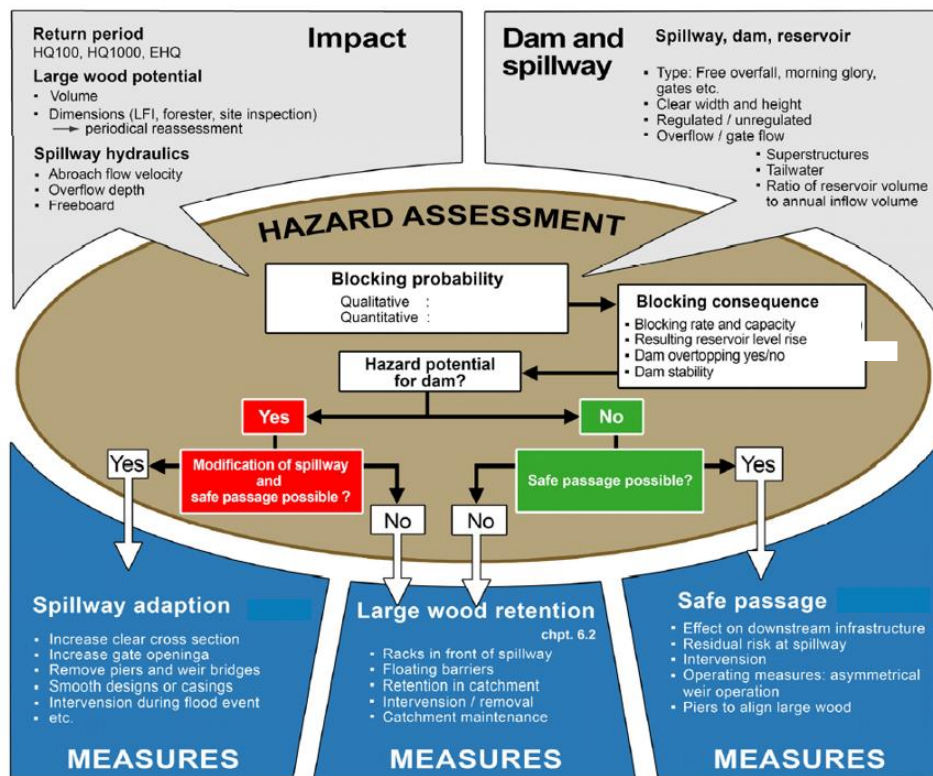 Impact
Return period
HQ100, HQ1000, EHQ
Large wood potential
▪ Volume
▪ Dimensions (LFI, forester, site inspection)
→ periodical reassessment
Spillway hydraulics
▪ Abroach flow velocity
▪ Overflow depth
▪ Freeboard
Dam and
spillway
Spillway, dam, reservoir
▪ Type: Free overfall, morning glory,
gates etc.
▪ Clear width and height
▪ Regulated / unregulated
▪ Overflow / gate flow
▪ Superstructures
▪ Tailwater
▪ Ratio of reservoir volume
to annual inflow volume
HAZARD ASSESSMENT
Blocking probability
Qualitative :
Quantitative :
Blocking consequence
▪ Blocking rate and capacity )
▪ Resulting reservoir level rise
▪ Dam overtopping yes/no
▪ Dam stability
Hazard potential
for dam?
Yes
No
Yes
Modification of spillway
and
safe passage possible ?
No
No
Safe passage possible?
Yes
Spillway adaption
▪ Increase clear cross section
▪ Increase gate openinga
▪ Remove piers and weir bridges
▪ Smooth designs or casings
▪ Intervention during flood event
▪ etc.
MEASURES
Large wood retention
chpt. 6.2
▪ Racks in front of spillway
▪ Floating barriers
▪ Retention in catchment
▪ Intervention / removal
▪ Catchment maintenance
MEASURES
Safe passage
▪ Effect on downstream infrastructure
▪ Residual risk at spillway
▪ Intervention
▪ Operating measures: asymmetrical
weir operation
▪ Piers to align large wood
MEASURES